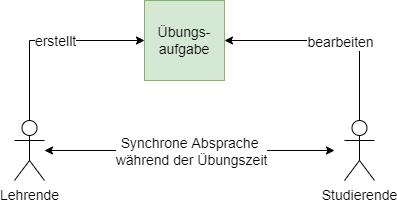 Übungs-
aufgabe
erstellt
bearbeiten
Synchrone Absprache
während der Übungszeit
Lehrende
Studierende